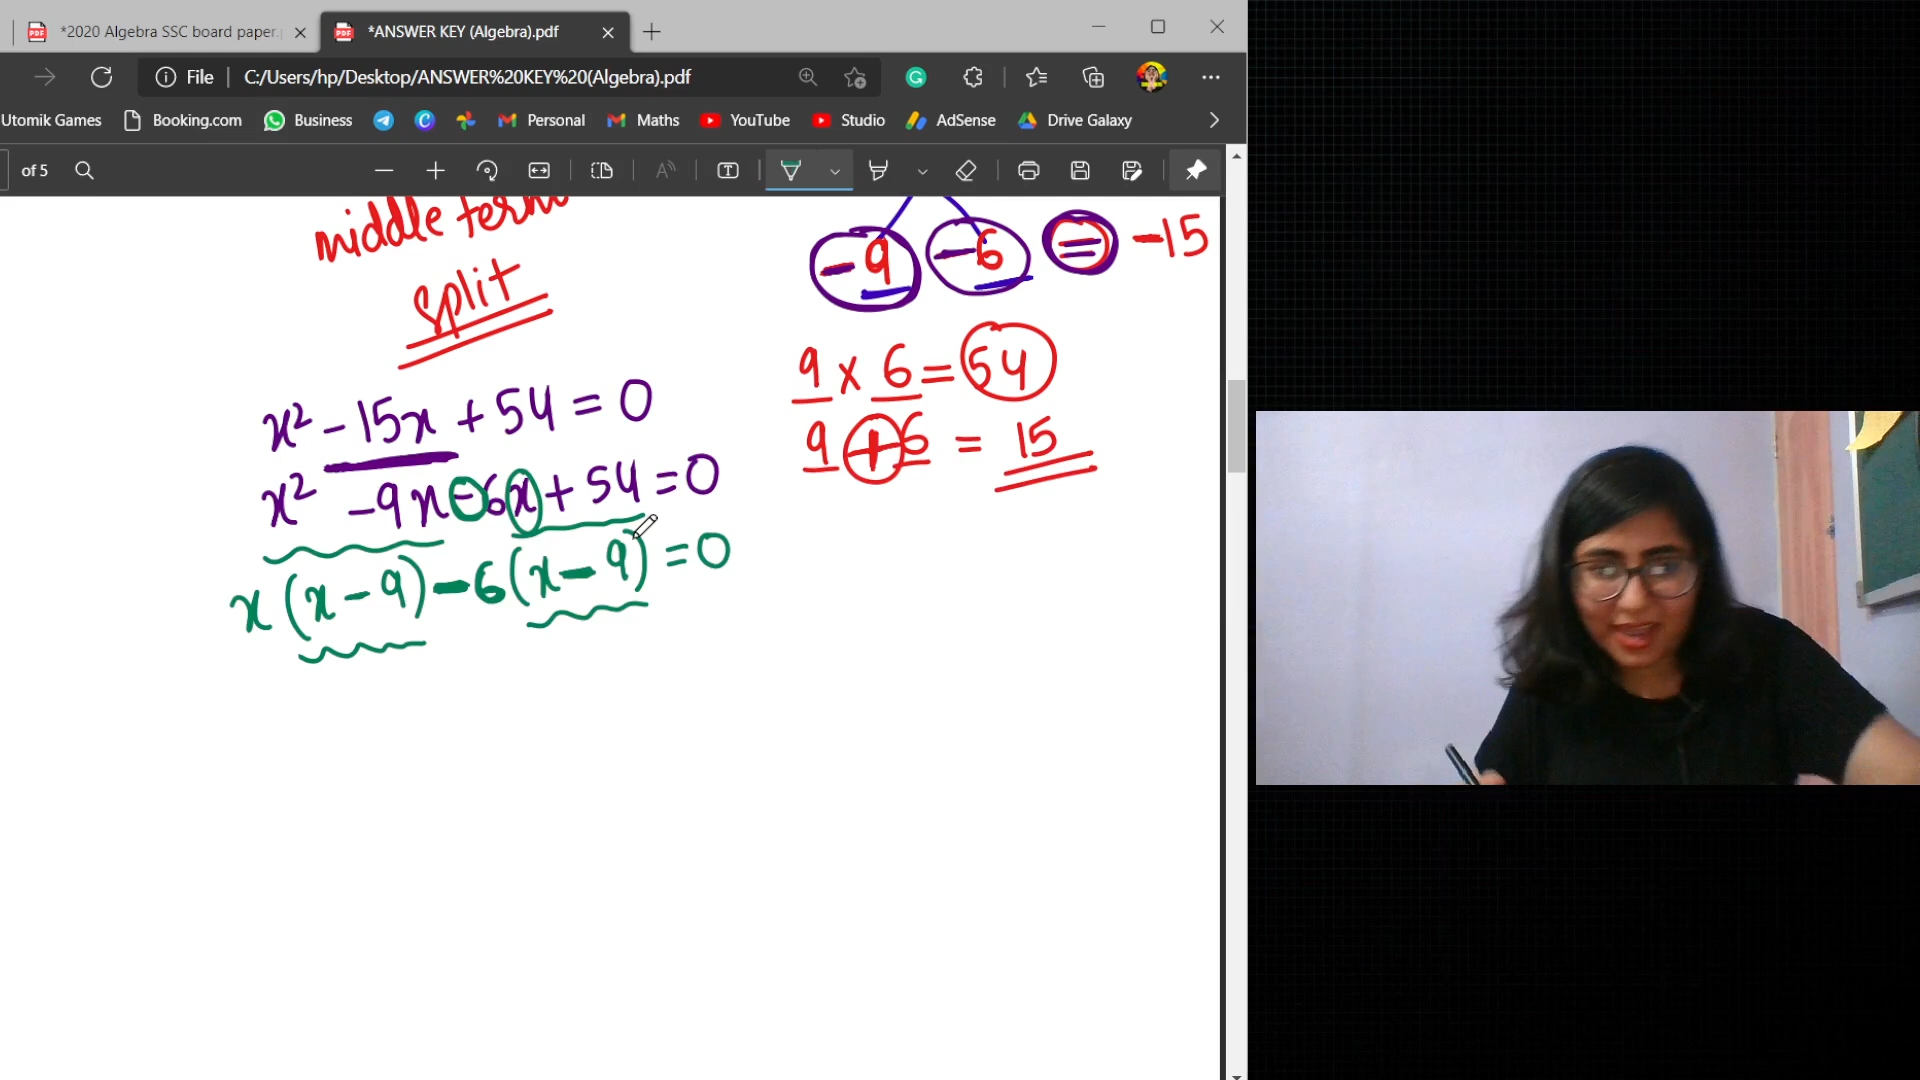 *2020 Algebra SSC board paper.
*ANSWER KEY (Algebra).pdf
File
C:/Users/hp/Desktop/ANSWER%20KEY%20(Algebra).pdf
Utomik Games
Booking.com
Business
Personal
Maths
YouTube
Studio
AdSense
Drive Galaxy
of 5
middle term
split
-9 -6 = -15
9 x 6 = 54
9 + 6 = 15
x² - 15x + 54 = 0
x² - 9x - 6x + 54 = 0
x (x - 9) - 6 (x - 9) = 0